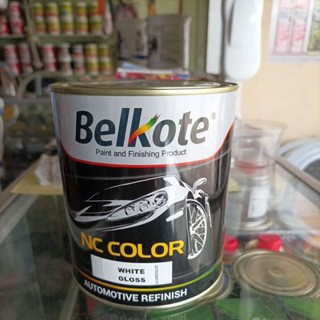 Belkote
Paint and Finishing Product
NC COLOR
WHITE
GLOSS
AUTOMOTIVE REFINISH